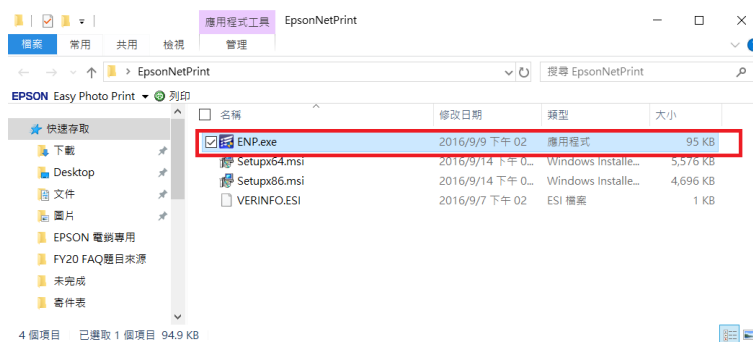 應用程式工具 EpsonNetPrint
檔案 常用 共用 檢視 管理
EpsonNetPrint 搜尋 EpsonNetPrint
EPSON Easy Photo Print 列印
名稱 修改日期 類型 大小
快速存取
ENP.exe 2016/9/9 下午 02 應用程式 95 KB
下載
Setupx64.msi 2016/9/14 下午 0... Windows Installe... 5,576 KB
Desktop
Setupx86.msi 2016/9/14 下午 0... Windows Installe... 4,696 KB
文件
VERINFO.ESI 2016/9/7 下午 02 ESI 檔案 1 KB
圖片
EPSON 電銷專用
FY20 FAQ題目來源
未完成
寄件表
4 個項目 已選取 1 個項目 94.9 KB